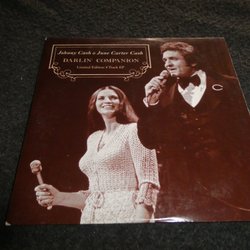 Johnny Cash & June Carter Cash
DARLIN' COMPANION
Limited-Edition 4-Track EP